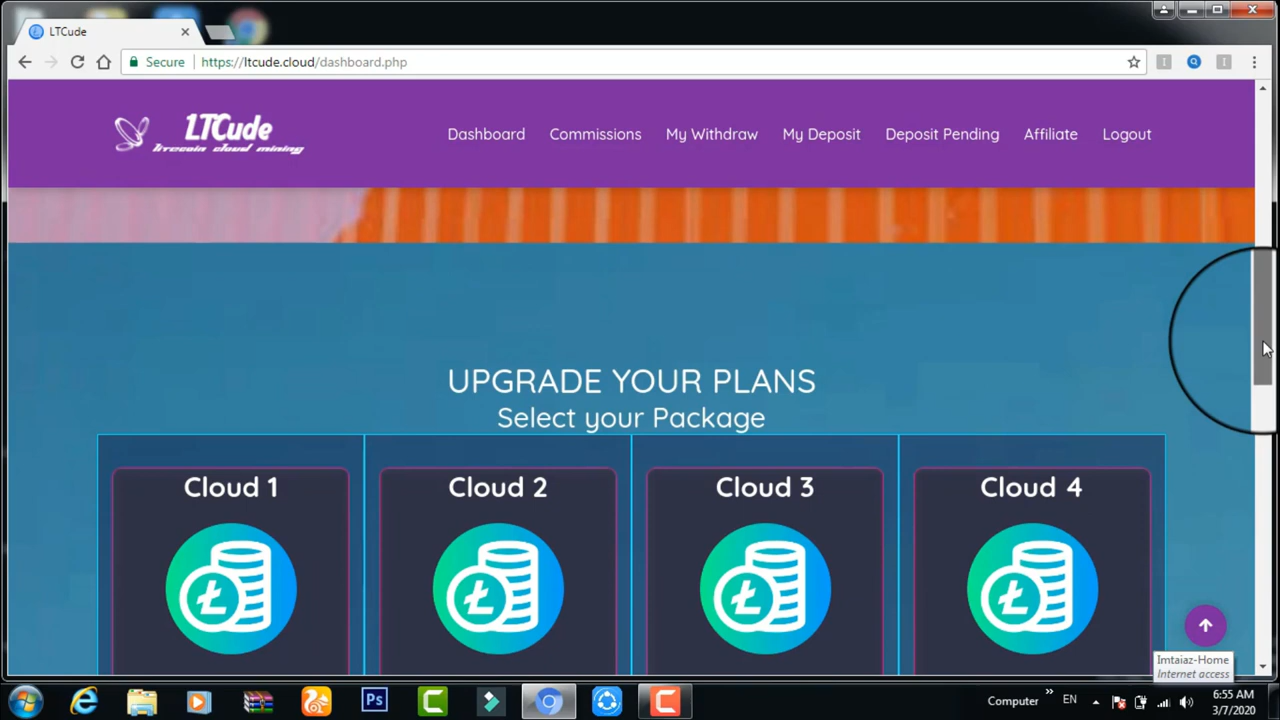 LTCude
Secure https://ltcude.cloud/dashboard.php
LTCude
litecoin cloud mining
Dashboard Commissions My Withdraw My Deposit Deposit Pending Affiliate Logout
UPGRADE YOUR PLANS
Select your Package
Cloud 1 Cloud 2 Cloud 3 Cloud 4
Imtaiaz-Home
Internet access
Ps
Computer
EN
6:55 AM
3/7/2020